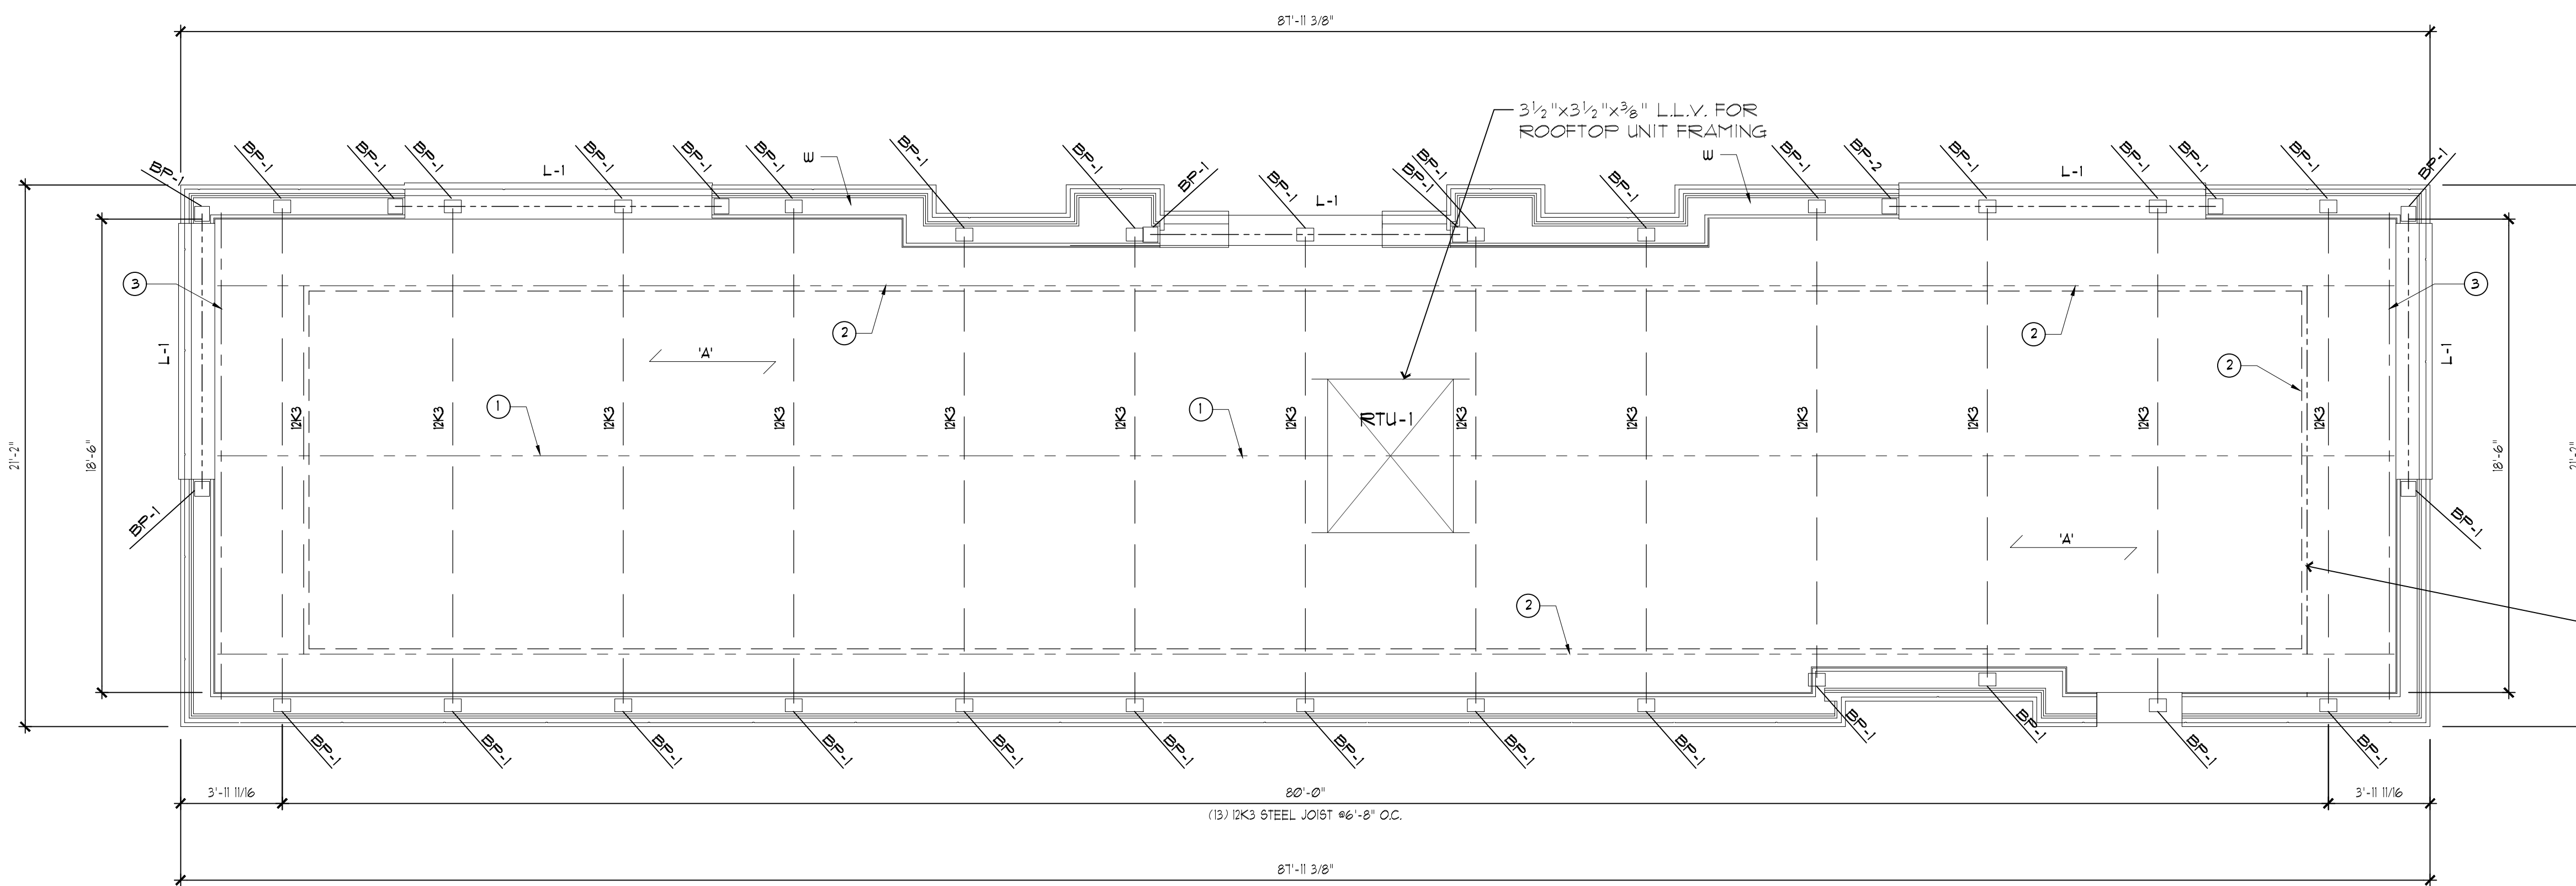 87'-11 3/8"
3½"x3½"x⅜" L.L.V. FOR
ROOFTOP UNIT FRAMING
BP-1
BP-1
BP-1
BP-1
L-1
BP-1
BP-1
BP-1
W
BP-1
BP-1
BP-1
BP-1
L-1
BP-1
BP-1
BP-1
W
BP-1
BP-2
BP-1
L-1
BP-1
BP-1
BP-1
BP-1
3
3
2
2
2
L-1
'A'
L-1
1
1
12K3
12K3
12K3
12K3
12K3
12K3
12K3
12K3
12K3
12K3
12K3
12K3
12K3
RTU-1
21'-2"
18'-6"
18'-6"
21'-2"
BP-1
BP-1
'A'
2
BP-1
BP-1
BP-1
BP-1
BP-1
BP-1
BP-1
BP-1
BP-1
BP-1
BP-1
BP-1
BP-1
3'-11 11/16
80'-0"
3'-11 11/16
(13) 12K3 STEEL JOIST @6'-8" O.C.
87'-11 3/8"